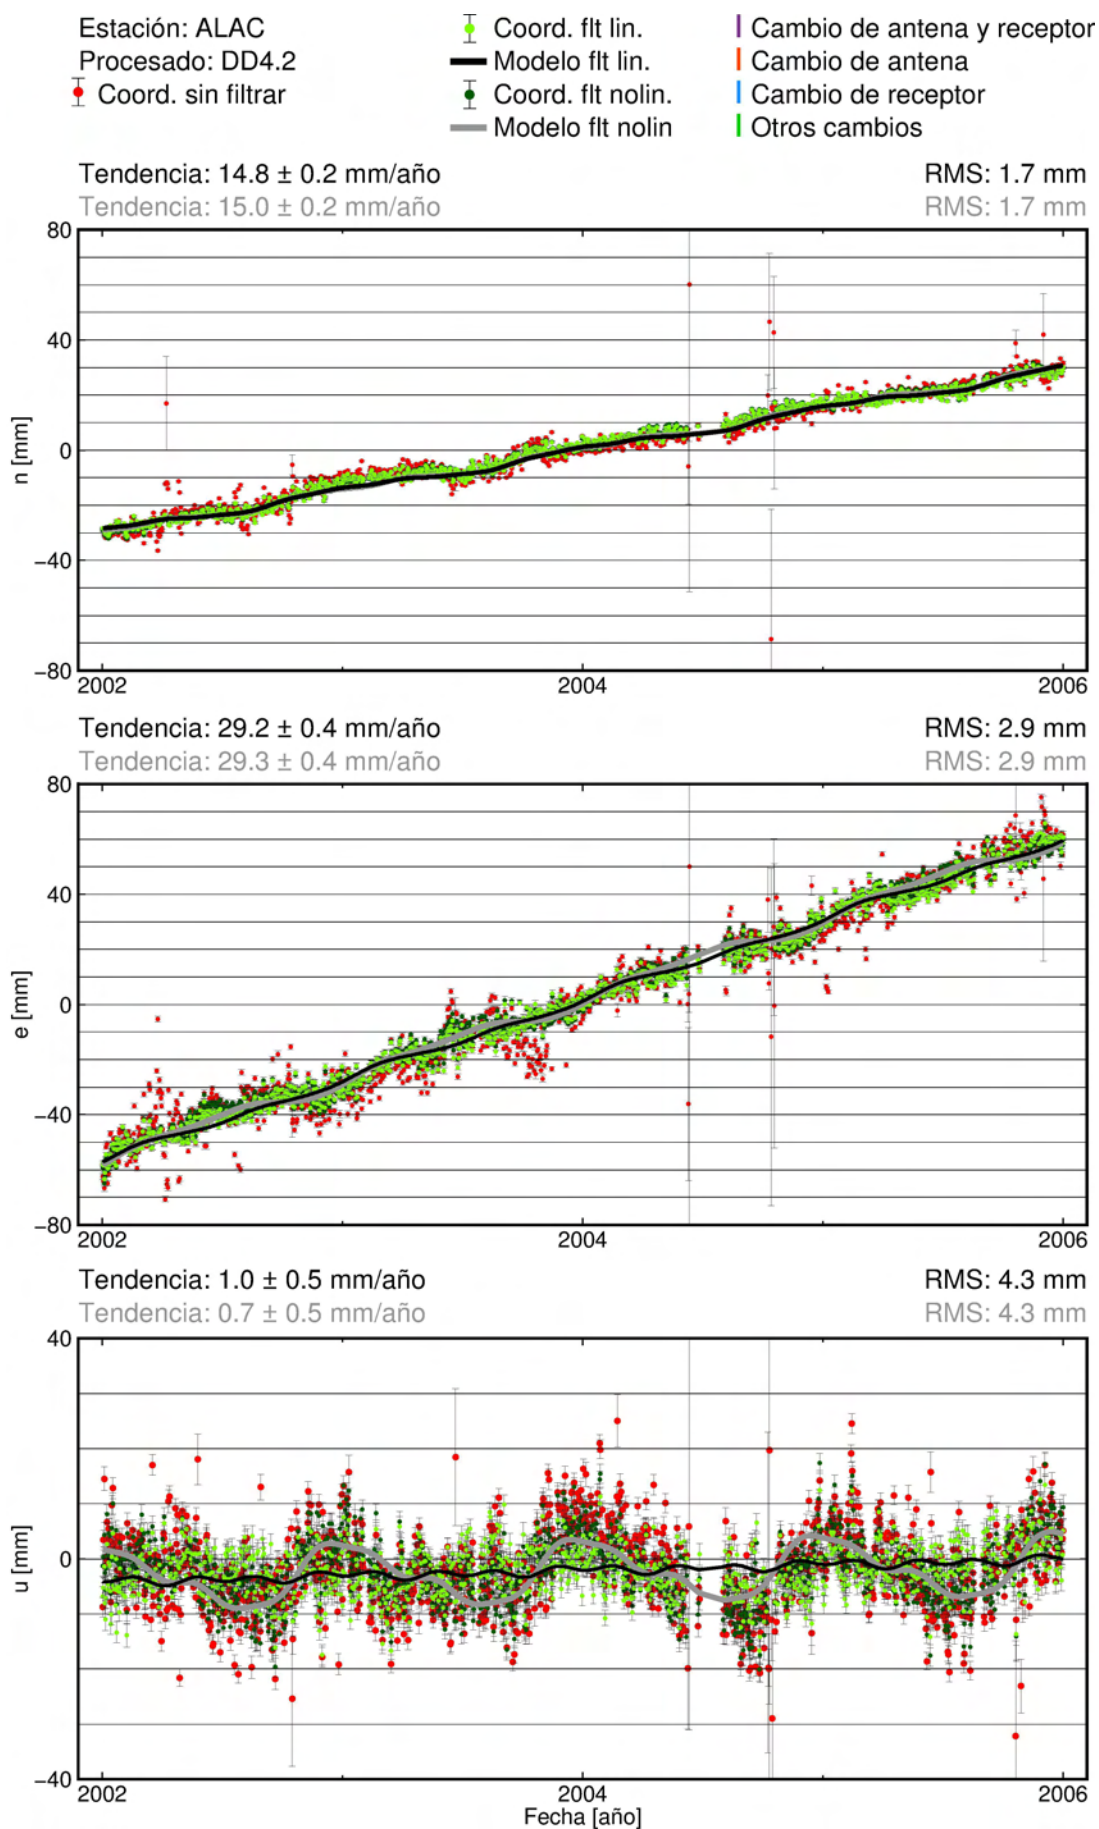 Estación: ALAC
Procesado: DD4.2
Coord. sin filtrar
Coord. flt lin.
Modelo flt lin.
Coord. flt nolin.
Modelo flt nolin
Cambio de antena y receptor
Cambio de antena
Cambio de receptor
Otros cambios
Tendencia: 14.8 ± 0.2 mm/año RMS: 1.7 mm
Tendencia: 15.0 ± 0.2 mm/año RMS: 1.7 mm
80
40
0
−40
−80
n [mm]
2002 2004 2006
Tendencia: 29.2 ± 0.4 mm/año RMS: 2.9 mm
Tendencia: 29.3 ± 0.4 mm/año RMS: 2.9 mm
80
40
0
−40
−80
e [mm]
2002 2004 2006
Tendencia: 1.0 ± 0.5 mm/año RMS: 4.3 mm
Tendencia: 0.7 ± 0.5 mm/año RMS: 4.3 mm
40
0
−40
u [mm]
2002 2004 2006
Fecha [año]